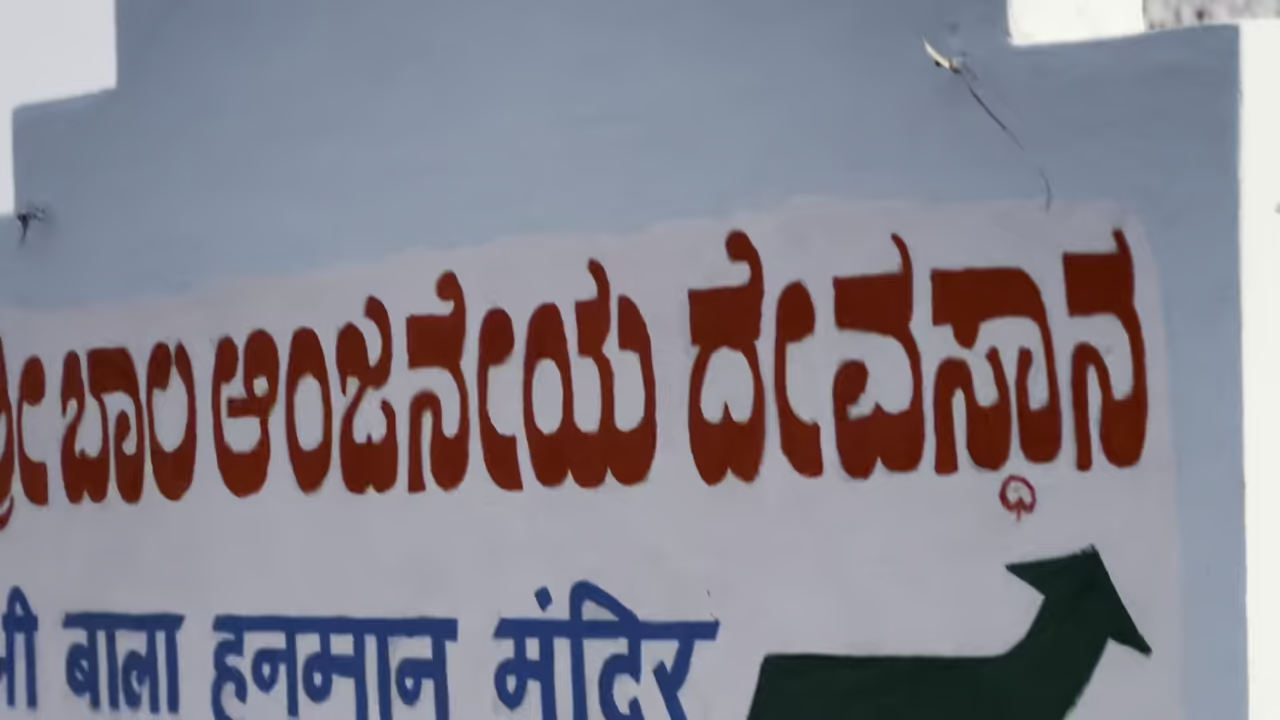 ಶ್ರೀ ಬಾಲ ಆಂಜನೇಯ ದೇವಸ್ಥಾನ
श्री बाला हनमान मंदिर